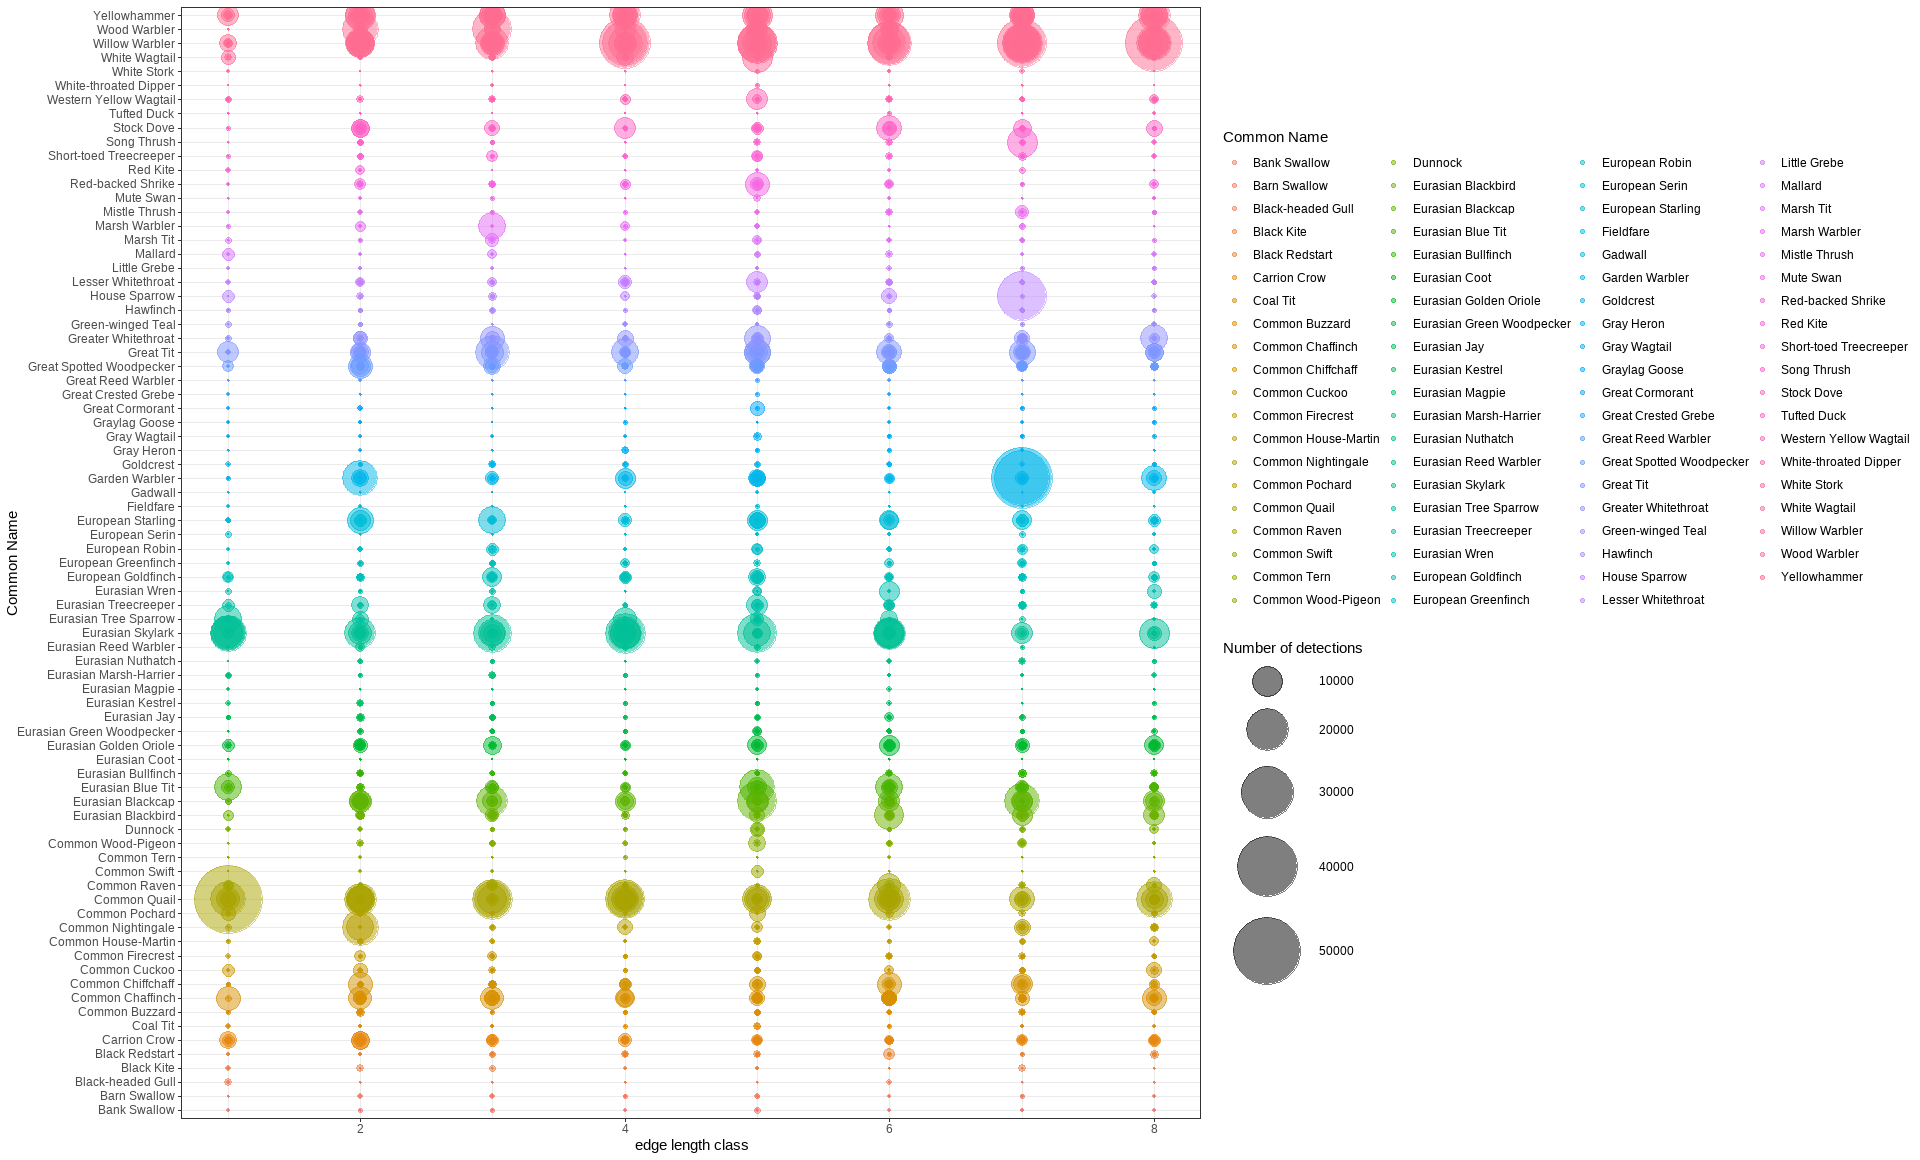 Common Name
Yellowhammer
Wood Warbler
Willow Warbler
White Wagtail
White Stork
White-throated Dipper
Western Yellow Wagtail
Tufted Duck
Stock Dove
Song Thrush
Short-toed Treecreeper
Red Kite
Red-backed Shrike
Mute Swan
Mistle Thrush
Marsh Warbler
Marsh Tit
Mallard
Little Grebe
Lesser Whitethroat
House Sparrow
Hawfinch
Green-winged Teal
Greater Whitethroat
Great Tit
Great Spotted Woodpecker
Great Reed Warbler
Great Crested Grebe
Great Cormorant
Graylag Goose
Gray Wagtail
Gray Heron
Goldcrest
Garden Warbler
Gadwall
Fieldfare
European Starling
European Serin
European Robin
European Greenfinch
European Goldfinch
Eurasian Wren
Eurasian Treecreeper
Eurasian Tree Sparrow
Eurasian Skylark
Eurasian Reed Warbler
Eurasian Nuthatch
Eurasian Marsh-Harrier
Eurasian Magpie
Eurasian Kestrel
Eurasian Jay
Eurasian Green Woodpecker
Eurasian Golden Oriole
Eurasian Coot
Eurasian Bullfinch
Eurasian Blue Tit
Eurasian Blackcap
Eurasian Blackbird
Dunnock
Common Wood-Pigeon
Common Tern
Common Swift
Common Raven
Common Quail
Common Pochard
Common Nightingale
Common House-Martin
Common Firecrest
Common Cuckoo
Common Chiffchaff
Common Chaffinch
Common Buzzard
Coal Tit
Carrion Crow
Black Redstart
Black Kite
Black-headed Gull
Barn Swallow
Bank Swallow
2 4 6 8
edge length class
Common Name
Bank Swallow Dunnock European Robin Little Grebe
Barn Swallow Eurasian Blackbird European Serin Mallard
Black-headed Gull Eurasian Blackcap European Starling Marsh Tit
Black Kite Eurasian Blue Tit Fieldfare Marsh Warbler
Black Redstart Eurasian Bullfinch Gadwall Mistle Thrush
Carrion Crow Eurasian Coot Garden Warbler Mute Swan
Coal Tit Eurasian Golden Oriole Goldcrest Red-backed Shrike
Common Buzzard Eurasian Green Woodpecker Gray Heron Red Kite
Common Chaffinch Eurasian Jay Gray Wagtail Short-toed Treecreeper
Common Chiffchaff Eurasian Kestrel Graylag Goose Song Thrush
Common Cuckoo Eurasian Magpie Great Cormorant Stock Dove
Common Firecrest Eurasian Marsh-Harrier Great Crested Grebe Tufted Duck
Common House-Martin Eurasian Nuthatch Great Reed Warbler Western Yellow Wagtail
Common Nightingale Eurasian Reed Warbler Great Spotted Woodpecker White-throated Dipper
Common Pochard Eurasian Skylark Great Tit White Stork
Common Quail Eurasian Tree Sparrow Greater Whitethroat White Wagtail
Common Raven Eurasian Treecreeper Green-winged Teal Willow Warbler
Common Swift Eurasian Wren Hawfinch Wood Warbler
Common Tern European Goldfinch House Sparrow Yellowhammer
Common Wood-Pigeon European Greenfinch Lesser Whitethroat
Number of detections
10000
20000
30000
40000
50000